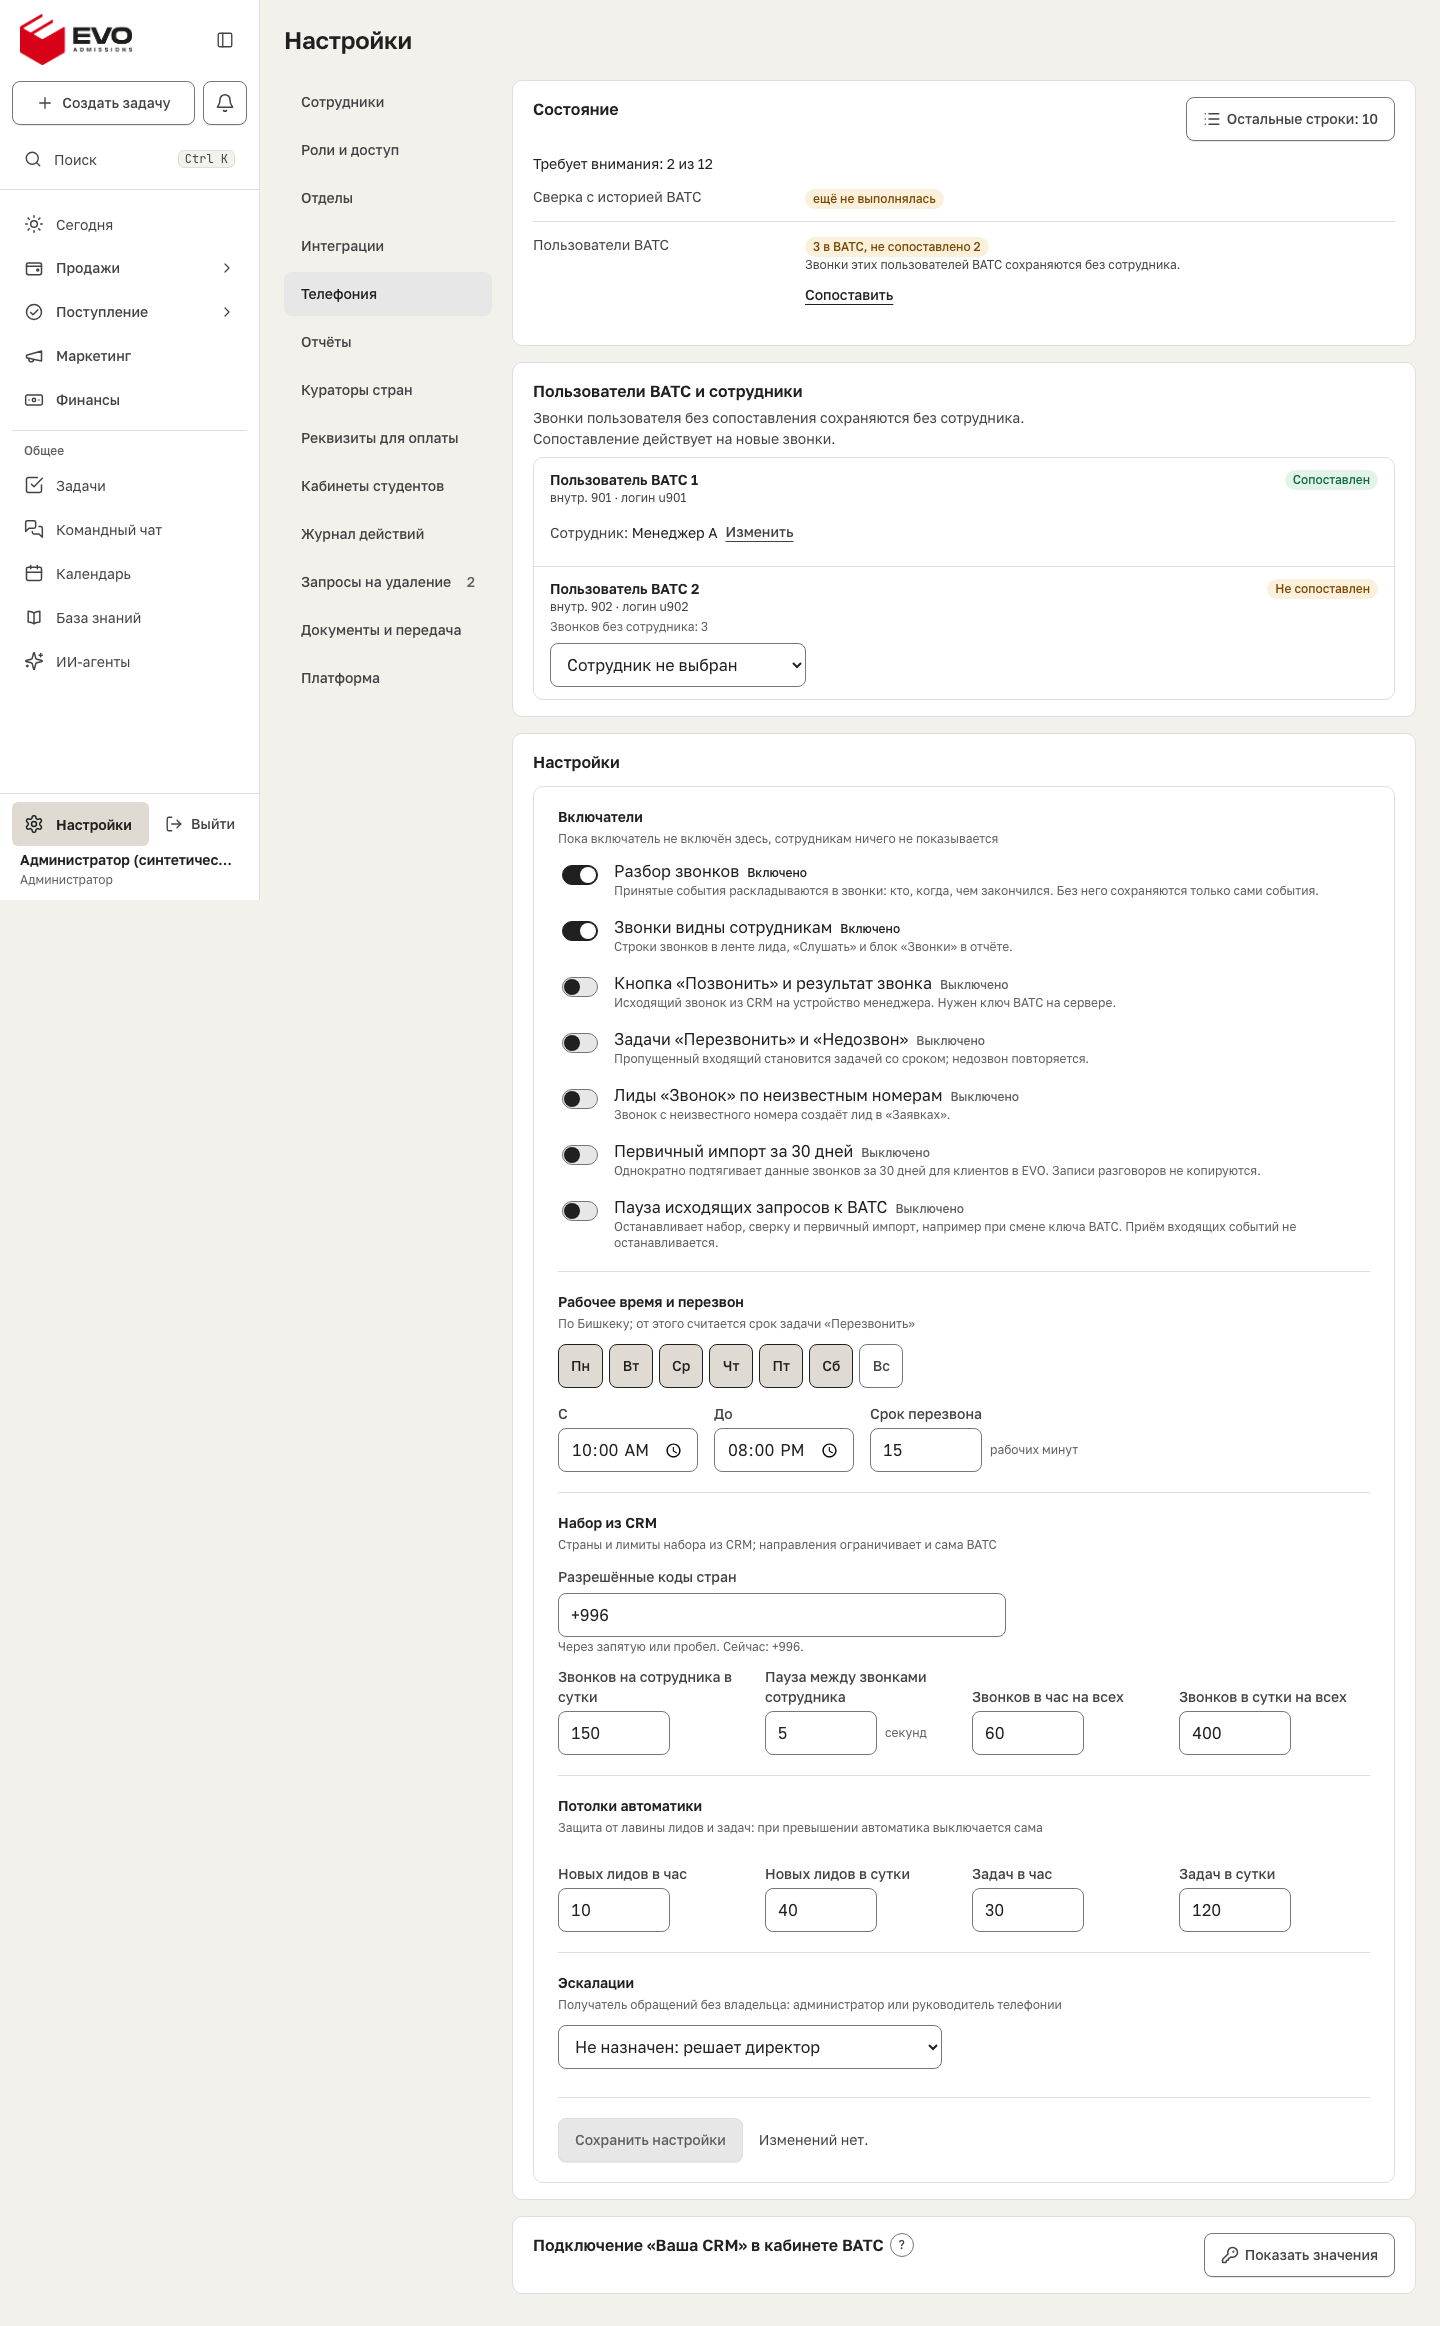 EVO
ADMISSIONS
Создать задачу
Поиск
Ctrl K
Сегодня
Продажи
Поступление
Маркетинг
Финансы
Общее
Задачи
Командный чат
Календарь
База знаний
ИИ-агенты
Настройки
Выйти
Администратор (синтетичес...
Администратор
Настройки
Сотрудники
Роли и доступ
Отделы
Интеграции
Телефония
Отчёты
Кураторы стран
Реквизиты для оплаты
Кабинеты студентов
Журнал действий
Запросы на удаление 2
Документы и передача
Платформа
Состояние
Остальные строки: 10
Требует внимания: 2 из 12
Сверка с историей ВАТС
ещё не выполнялась
Пользователи ВАТС
3 в ВАТС, не сопоставлено 2
Звонки этих пользователей ВАТС сохраняются без сотрудника.
Сопоставить
Пользователи ВАТС и сотрудники
Звонки пользователя без сопоставления сохраняются без сотрудника.
Сопоставление действует на новые звонки.
Пользователь ВАТС 1
Сопоставлен
внутр. 901 · логин u901
Сотрудник: Менеджер А Изменить
Пользователь ВАТС 2
Не сопоставлен
внутр. 902 · логин u902
Звонков без сотрудника: 3
Сотрудник не выбран
Настройки
Включатели
Пока включатель не включён здесь, сотрудникам ничего не показывается
Разбор звонков Включено
Принятые события раскладываются в звонки: кто, когда, чем закончился. Без него сохраняются только сами события.
Звонки видны сотрудникам Включено
Строки звонков в ленте лида, «Слушать» и блок «Звонки» в отчёте.
Кнопка «Позвонить» и результат звонка Выключено
Исходящий звонок из CRM на устройство менеджера. Нужен ключ ВАТС на сервере.
Задачи «Перезвонить» и «Недозвон» Выключено
Пропущенный входящий становится задачей со сроком; недозвон повторяется.
Лиды «Звонок» по неизвестным номерам Выключено
Звонок с неизвестного номера создаёт лид в «Заявках».
Первичный импорт за 30 дней Выключено
Однократно подтягивает данные звонков за 30 дней для клиентов в EVO. Записи разговоров не копируются.
Пауза исходящих запросов к ВАТС Выключено
Останавливает набор, сверку и первичный импорт, например при смене ключа ВАТС. Приём входящих событий не
останавливается.
Рабочее время и перезвон
По Бишкеку; от этого считается срок задачи «Перезвонить»
Пн Вт Ср Чт Пт Сб Вс
С До Срок перезвона
10:00 AM 08:00 PM 15 рабочих минут
Набор из CRM
Страны и лимиты набора из CRM; направления ограничивает и сама ВАТС
Разрешённые коды стран
+996
Через запятую или пробел. Сейчас: +996.
Звонков на сотрудника в
сутки
Пауза между звонками
сотрудника
Звонков в час на всех
Звонков в сутки на всех
150 5 секунд 60 400
Потолки автоматики
Защита от лавины лидов и задач: при превышении автоматика выключается сама
Новых лидов в час Новых лидов в сутки Задач в час Задач в сутки
10 40 30 120
Эскалации
Получатель обращений без владельца: администратор или руководитель телефонии
Не назначен: решает директор
Сохранить настройки Изменений нет.
Подключение «Ваша CRM» в кабинете ВАТС ?
Показать значения